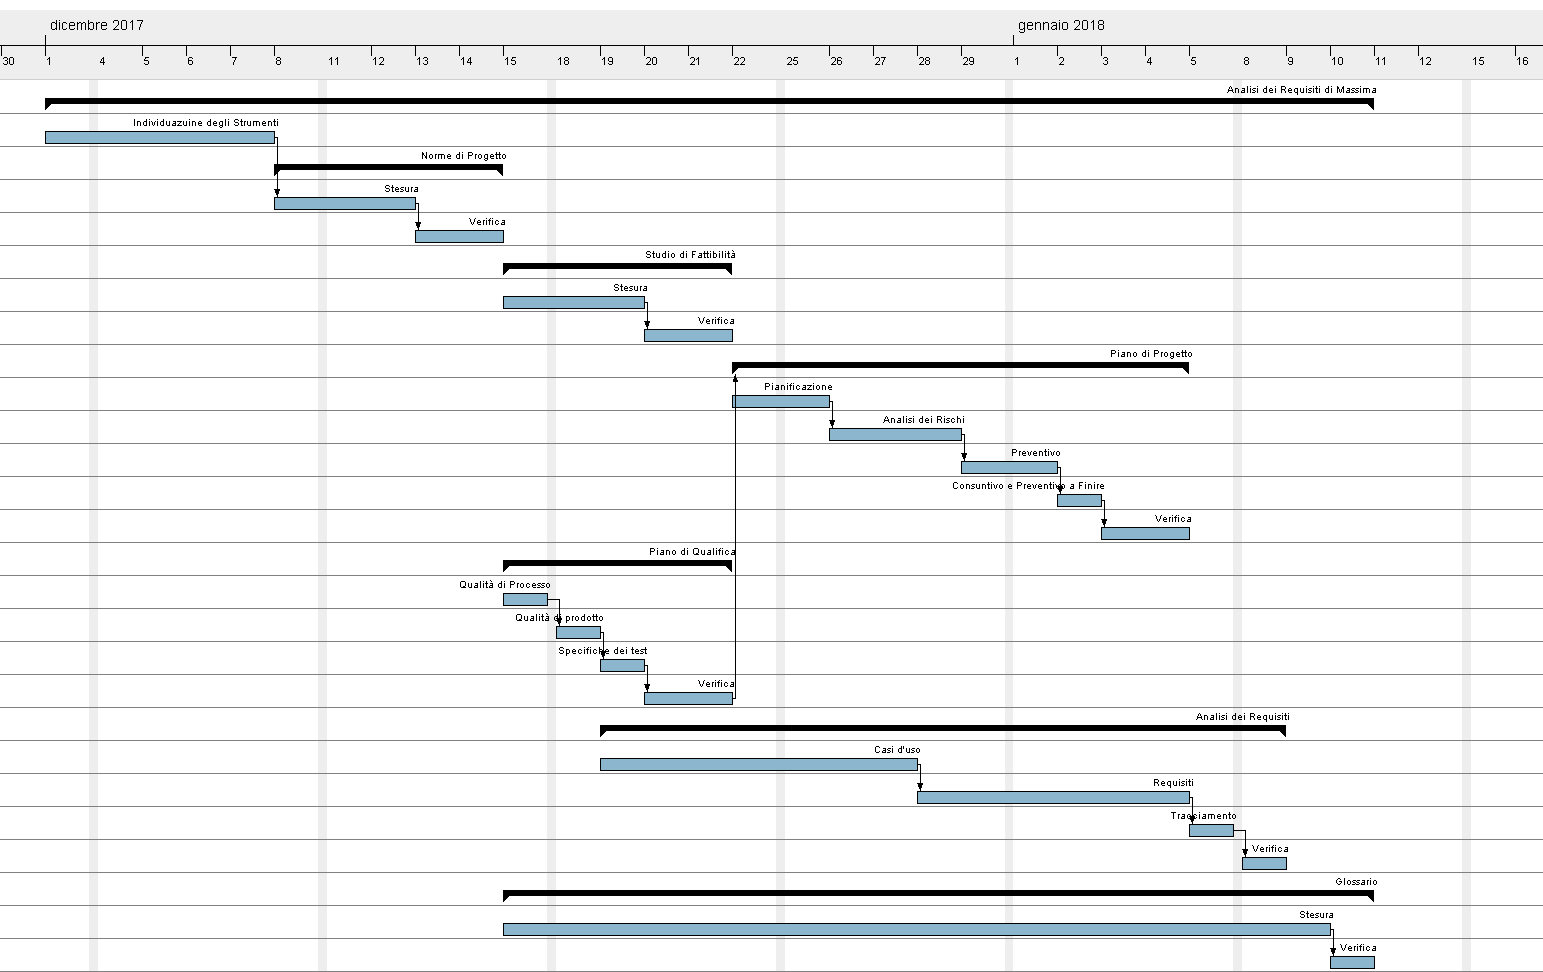 dicembre 2017 gennaio 2018
30 1 4 5 6 7 8 11 12 13 14 15 18 19 20 21 22 25 26 27 28 29 1 2 3 4 5 8 9 10 11 12 15 16
Analisi dei Requisiti di Massima
Individuazuine degli Strumenti
Norme di Progetto
Stesura
Verifica
Studio di Fattibilità
Stesura
Verifica
Piano di Progetto
Pianificazione
Analisi dei Rischi
Preventivo
Consuntivo e Preventivo a Finire
Verifica
Piano di Qualifica
Qualità di Processo
Qualità di prodotto
Specifiche dei test
Verifica
Analisi dei Requisiti
Casi d'uso
Requisiti
Tracciamento
Verifica
Glossario
Stesura
Verifica